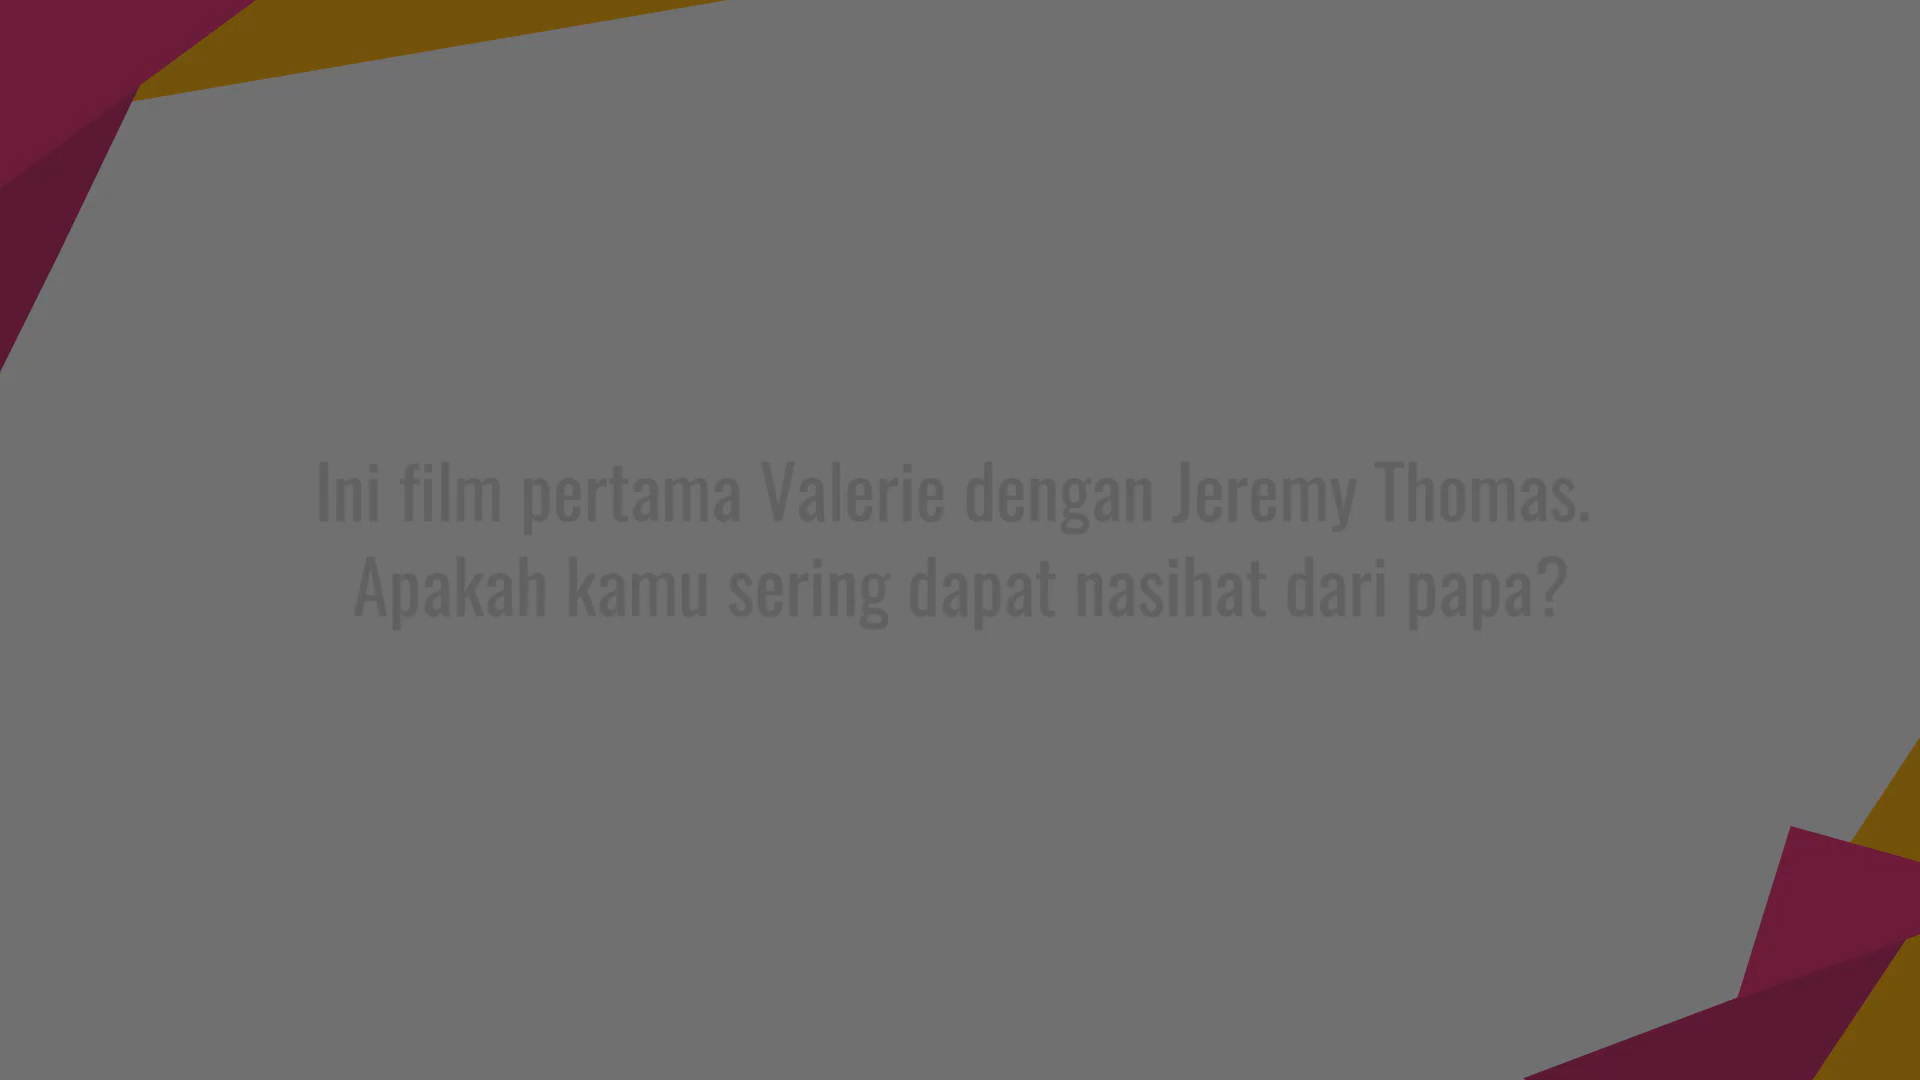 Ini film pertama Valerie dengan Jeremy Thomas.
Apakah kamu sering dapat nasihat dari papa?